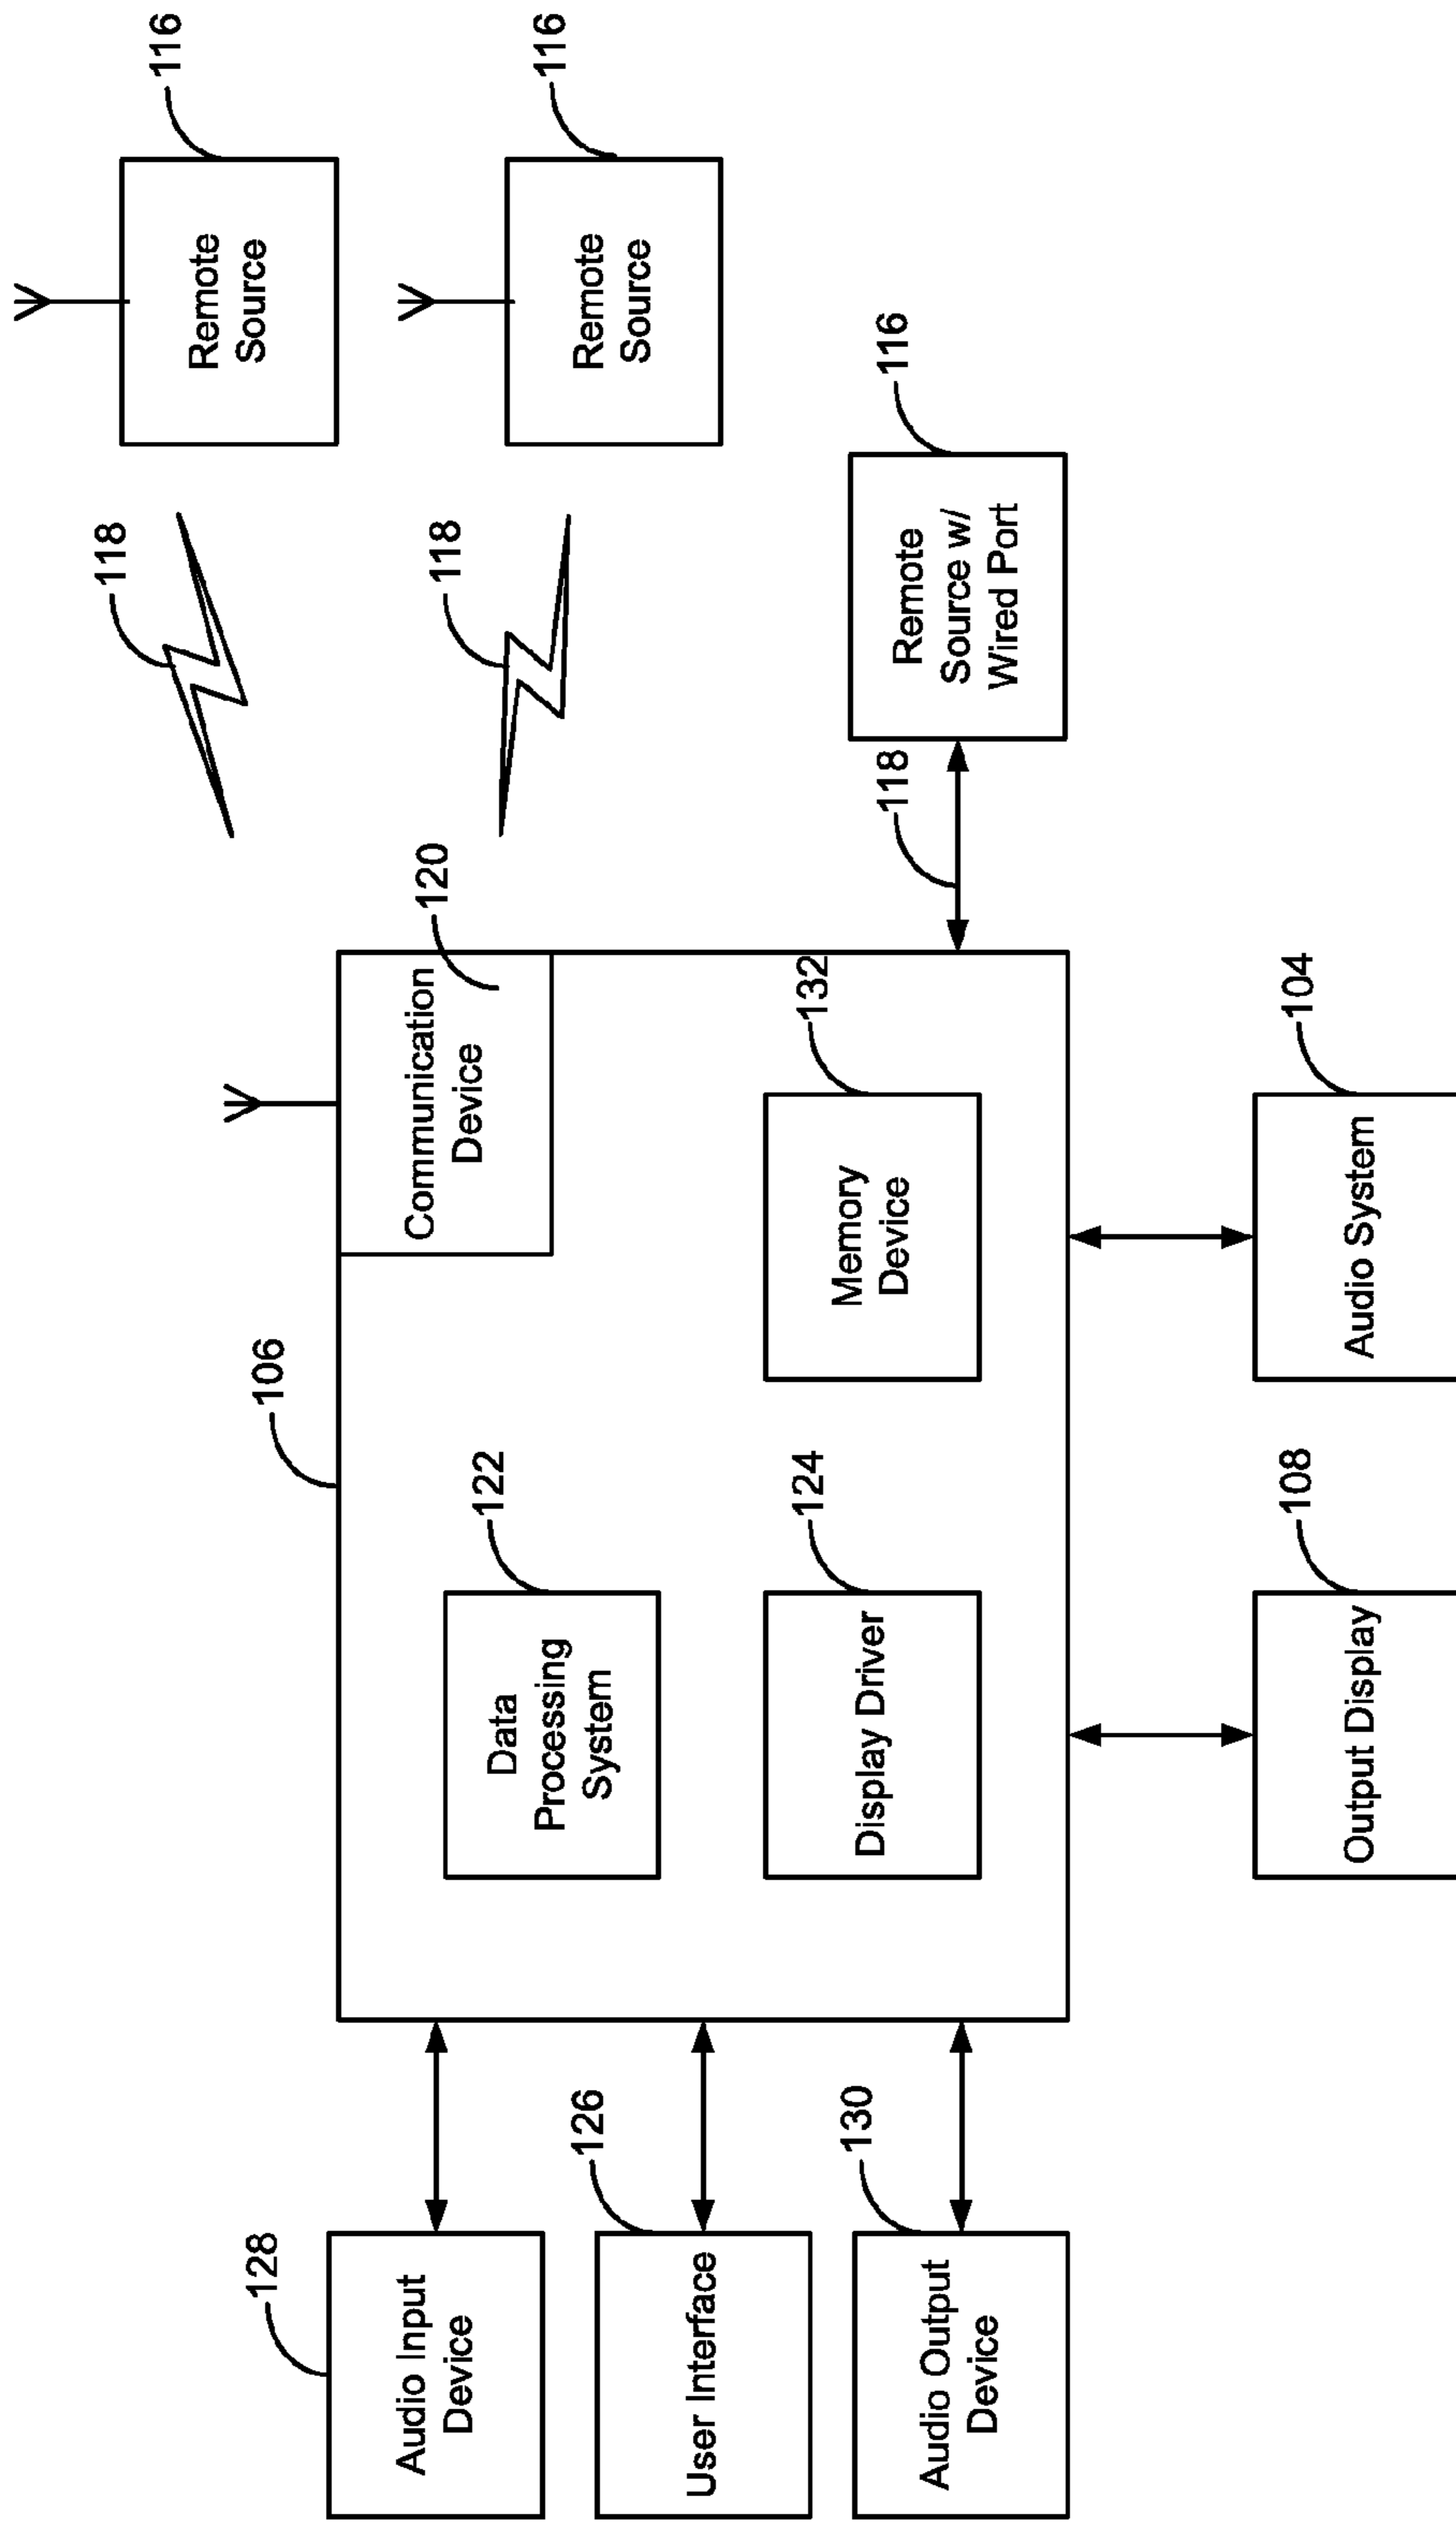 116
Remote
Source
118
116
Remote
Source
118
116
Remote
Source w/
Wired Port
118
106
120
Communication
Device
122
Data
Processing
System
132
Memory
Device
124
Display Driver
128
Audio Input
Device
126
User Interface
130
Audio Output
Device
108
Output Display
104
Audio System